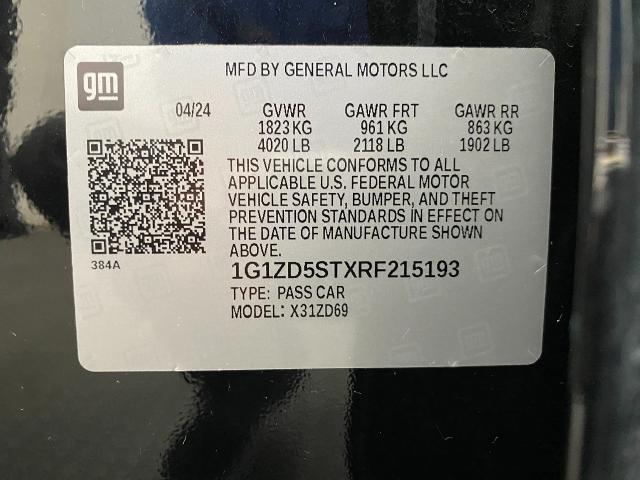 gm
MFD BY GENERAL MOTORS LLC
04/24 GVWR GAWR FRT GAWR RR
1823 KG 961 KG 863 KG
4020 LB 2118 LB 1902 LB
THIS VEHICLE CONFORMS TO ALL
APPLICABLE U.S. FEDERAL MOTOR
VEHICLE SAFETY, BUMPER, AND THEFT
PREVENTION STANDARDS IN EFFECT ON
THE DATE OF MANUFACTURE SHOWN
ABOVE.
384A
1G1ZD5STXRF215193
TYPE: PASS CAR
MODEL: X31ZD69